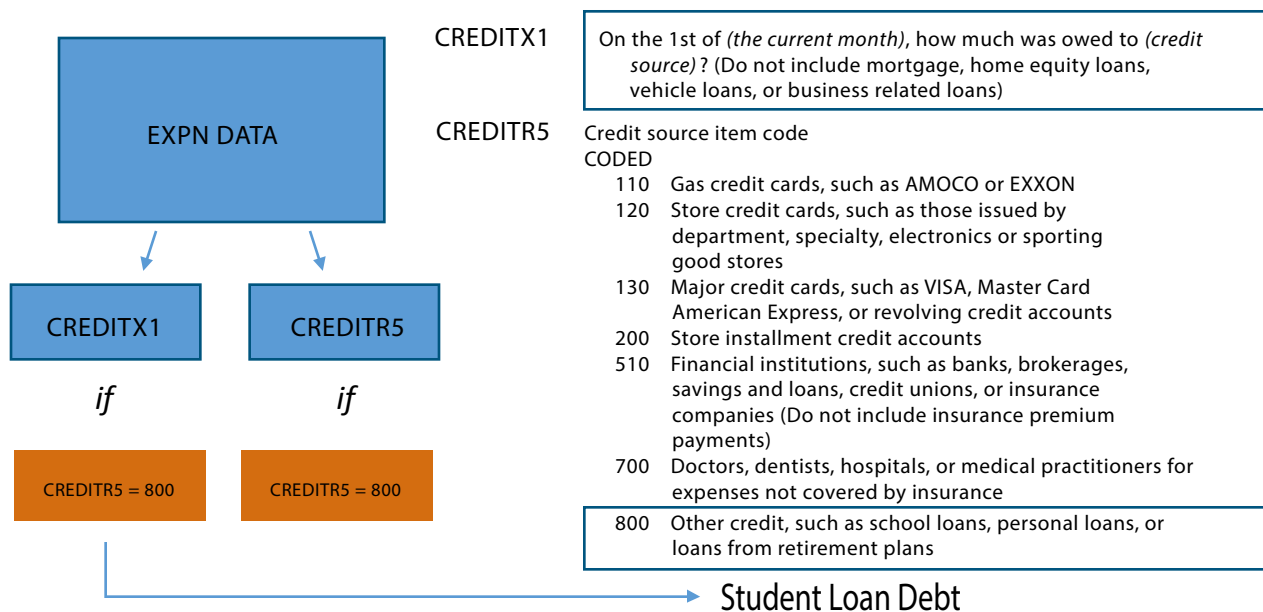 EXPN DATA
CREDITX1
CREDITR5
if
if
CREDITR5 = 800
CREDITR5 = 800
CREDITX1
On the 1st of (the current month), how much was owed to (credit
source) ? (Do not include mortgage, home equity loans,
vehicle loans, or business related loans)
CREDITR5
Credit source item code
CODED
110 Gas credit cards, such as AMOCO or EXXON
120 Store credit cards, such as those issued by
department, specialty, electronics or sporting
good stores
130 Major credit cards, such as VISA, Master Card
American Express, or revolving credit accounts
200 Store installment credit accounts
510 Financial institutions, such as banks, brokerages,
savings and loans, credit unions, or insurance
companies (Do not include insurance premium
payments)
700 Doctors, dentists, hospitals, or medical practitioners for
expenses not covered by insurance
800 Other credit, such as school loans, personal loans, or
loans from retirement plans
Student Loan Debt